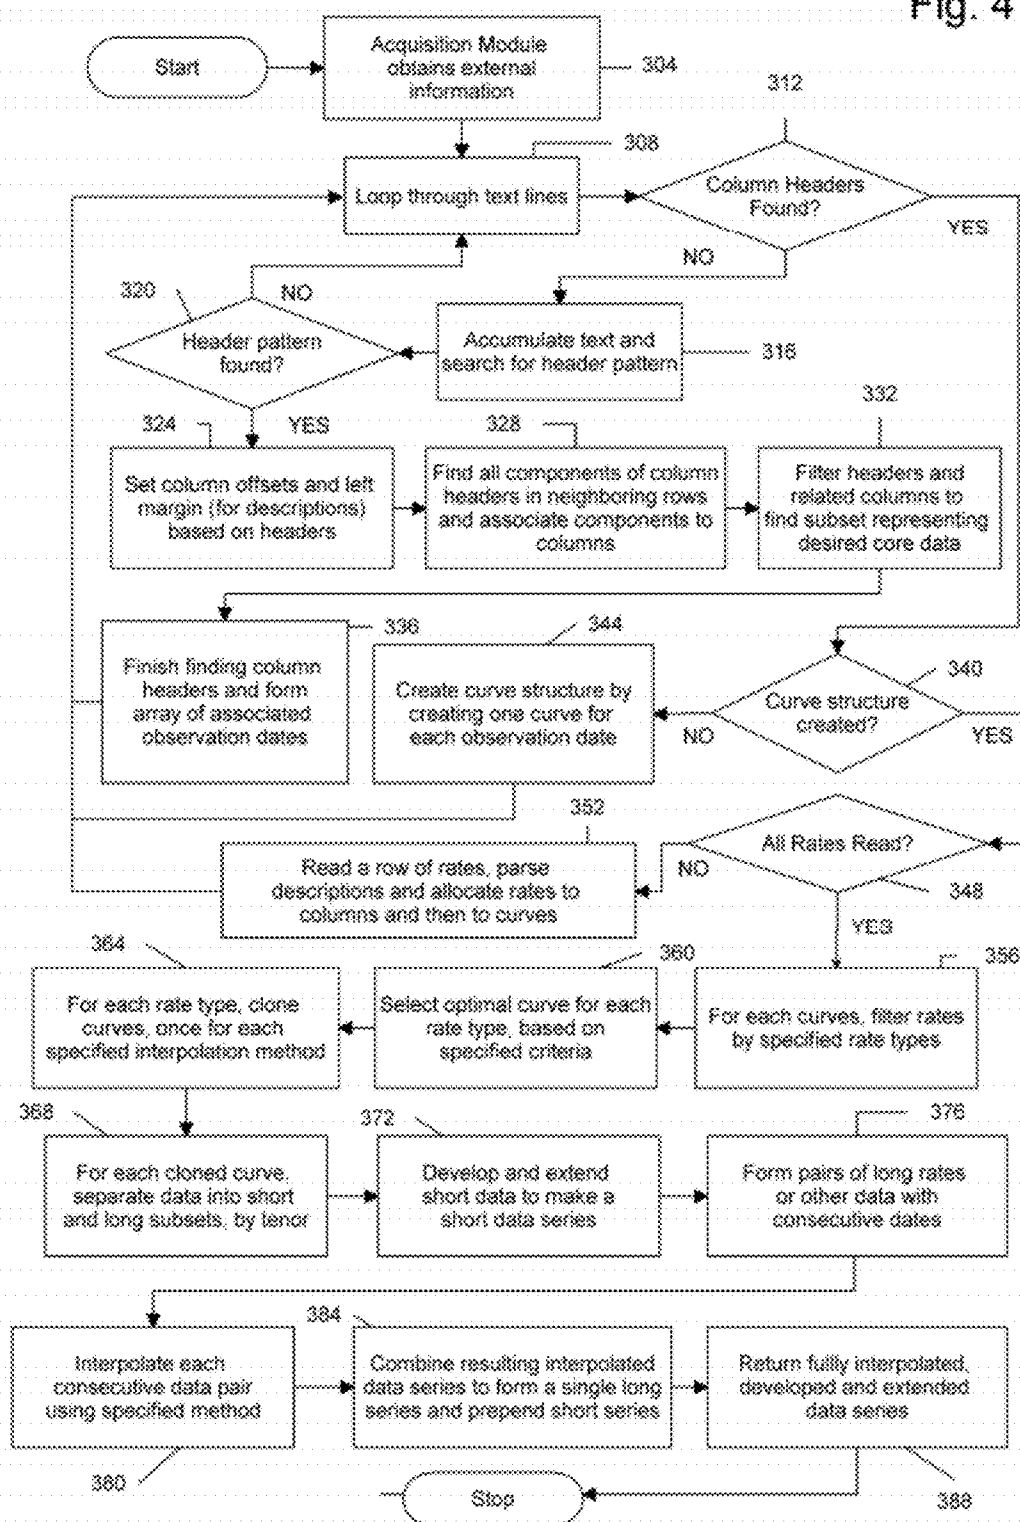 Fig. 4
Start
Acquisition Module
obtains external
information
304
312
308
Loop through text lines
Column Headers
Found?
YES
NO
320
NO
Header pattern
found?
Accumulate text and
search for header pattern
316
332
324
YES
328
Set column offsets and left
margin (for descriptions)
based on headers
Find all components of column
headers in neighboring rows
and associate components to
columns
Filter headers and
related columns to
find subset representing
desired core data
336
344
Finish finding column
headers and form
array of associated
observation dates
Create curve structure by
creating one curve for
each observation date
340
Curve structure
created?
NO
YES
352
Read a row of rates, parse
descriptions and allocate rates to
columns and then to curves
NO
All Rates Read?
348
YES
364
360
356
For each rate type, clone
curves, once for each
specified interpolation method
Select optimal curve for each
rate type, based on
specified criteria
For each curves, filter rates
by specified rate types
368
372
376
For each cloned curve,
separate data into short
and long subsets, by tenor
Develop and extend
short data to make a
short data series
Form pairs of long rates
or other data with
consecutive dates
384
Interpolate each
consecutive data pair
using specified method
Combine resulting interpolated
data series to form a single long
series and prepend short series
Return fullly interpolated,
developed and extended
data series
380
Stop
388